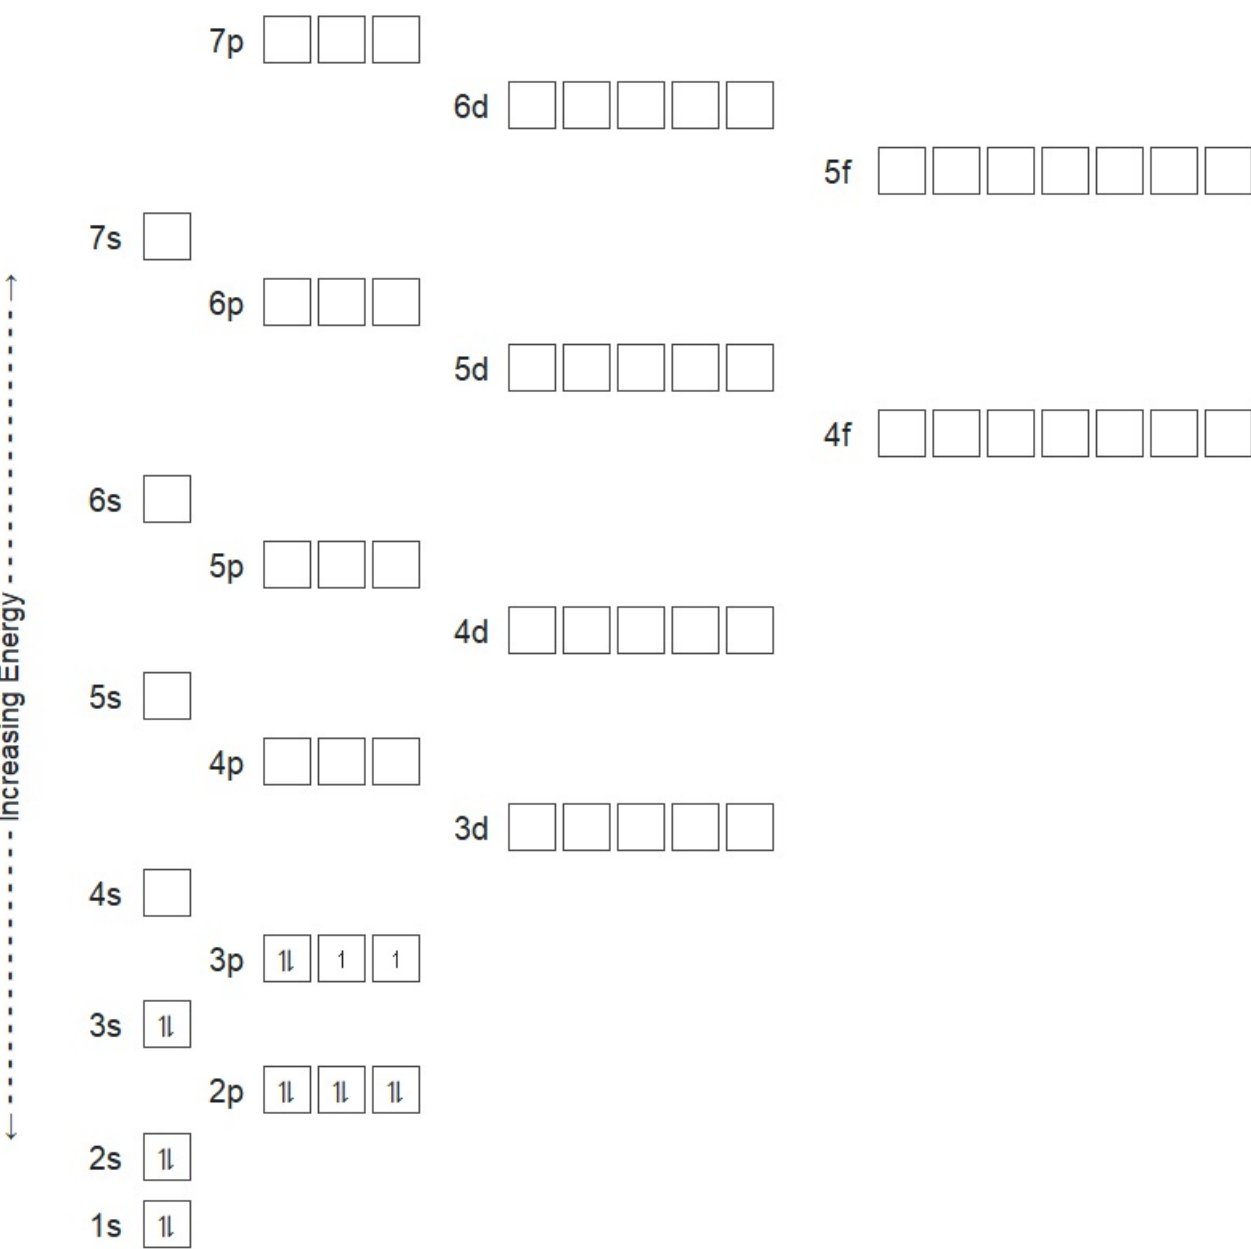 7p
6d
5f
7s
6p
5d
4f
6s
5p
4d
5s
4p
3d
4s
3p ⥮ ↿ ↿
3s ⥮
2p ⥮ ⥮ ⥮
2s ⥮
1s ⥮
Increasing Energy